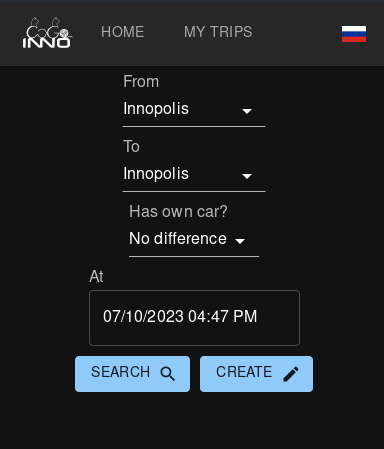 CoGo
INNO
HOME
MY TRIPS
From
Innopolis
To
Innopolis
Has own car?
No difference
At
07/10/2023 04:47 PM
SEARCH
CREATE